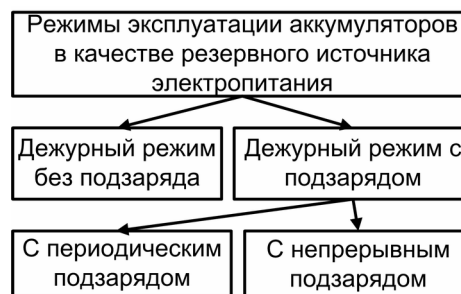 Режимы эксплуатации аккумуляторов
в качестве резервного источника
электропитания
Дежурный режим
без подзаряда
Дежурный режим с
подзарядом
С периодическим
подзарядом
С непрерывным
подзарядом